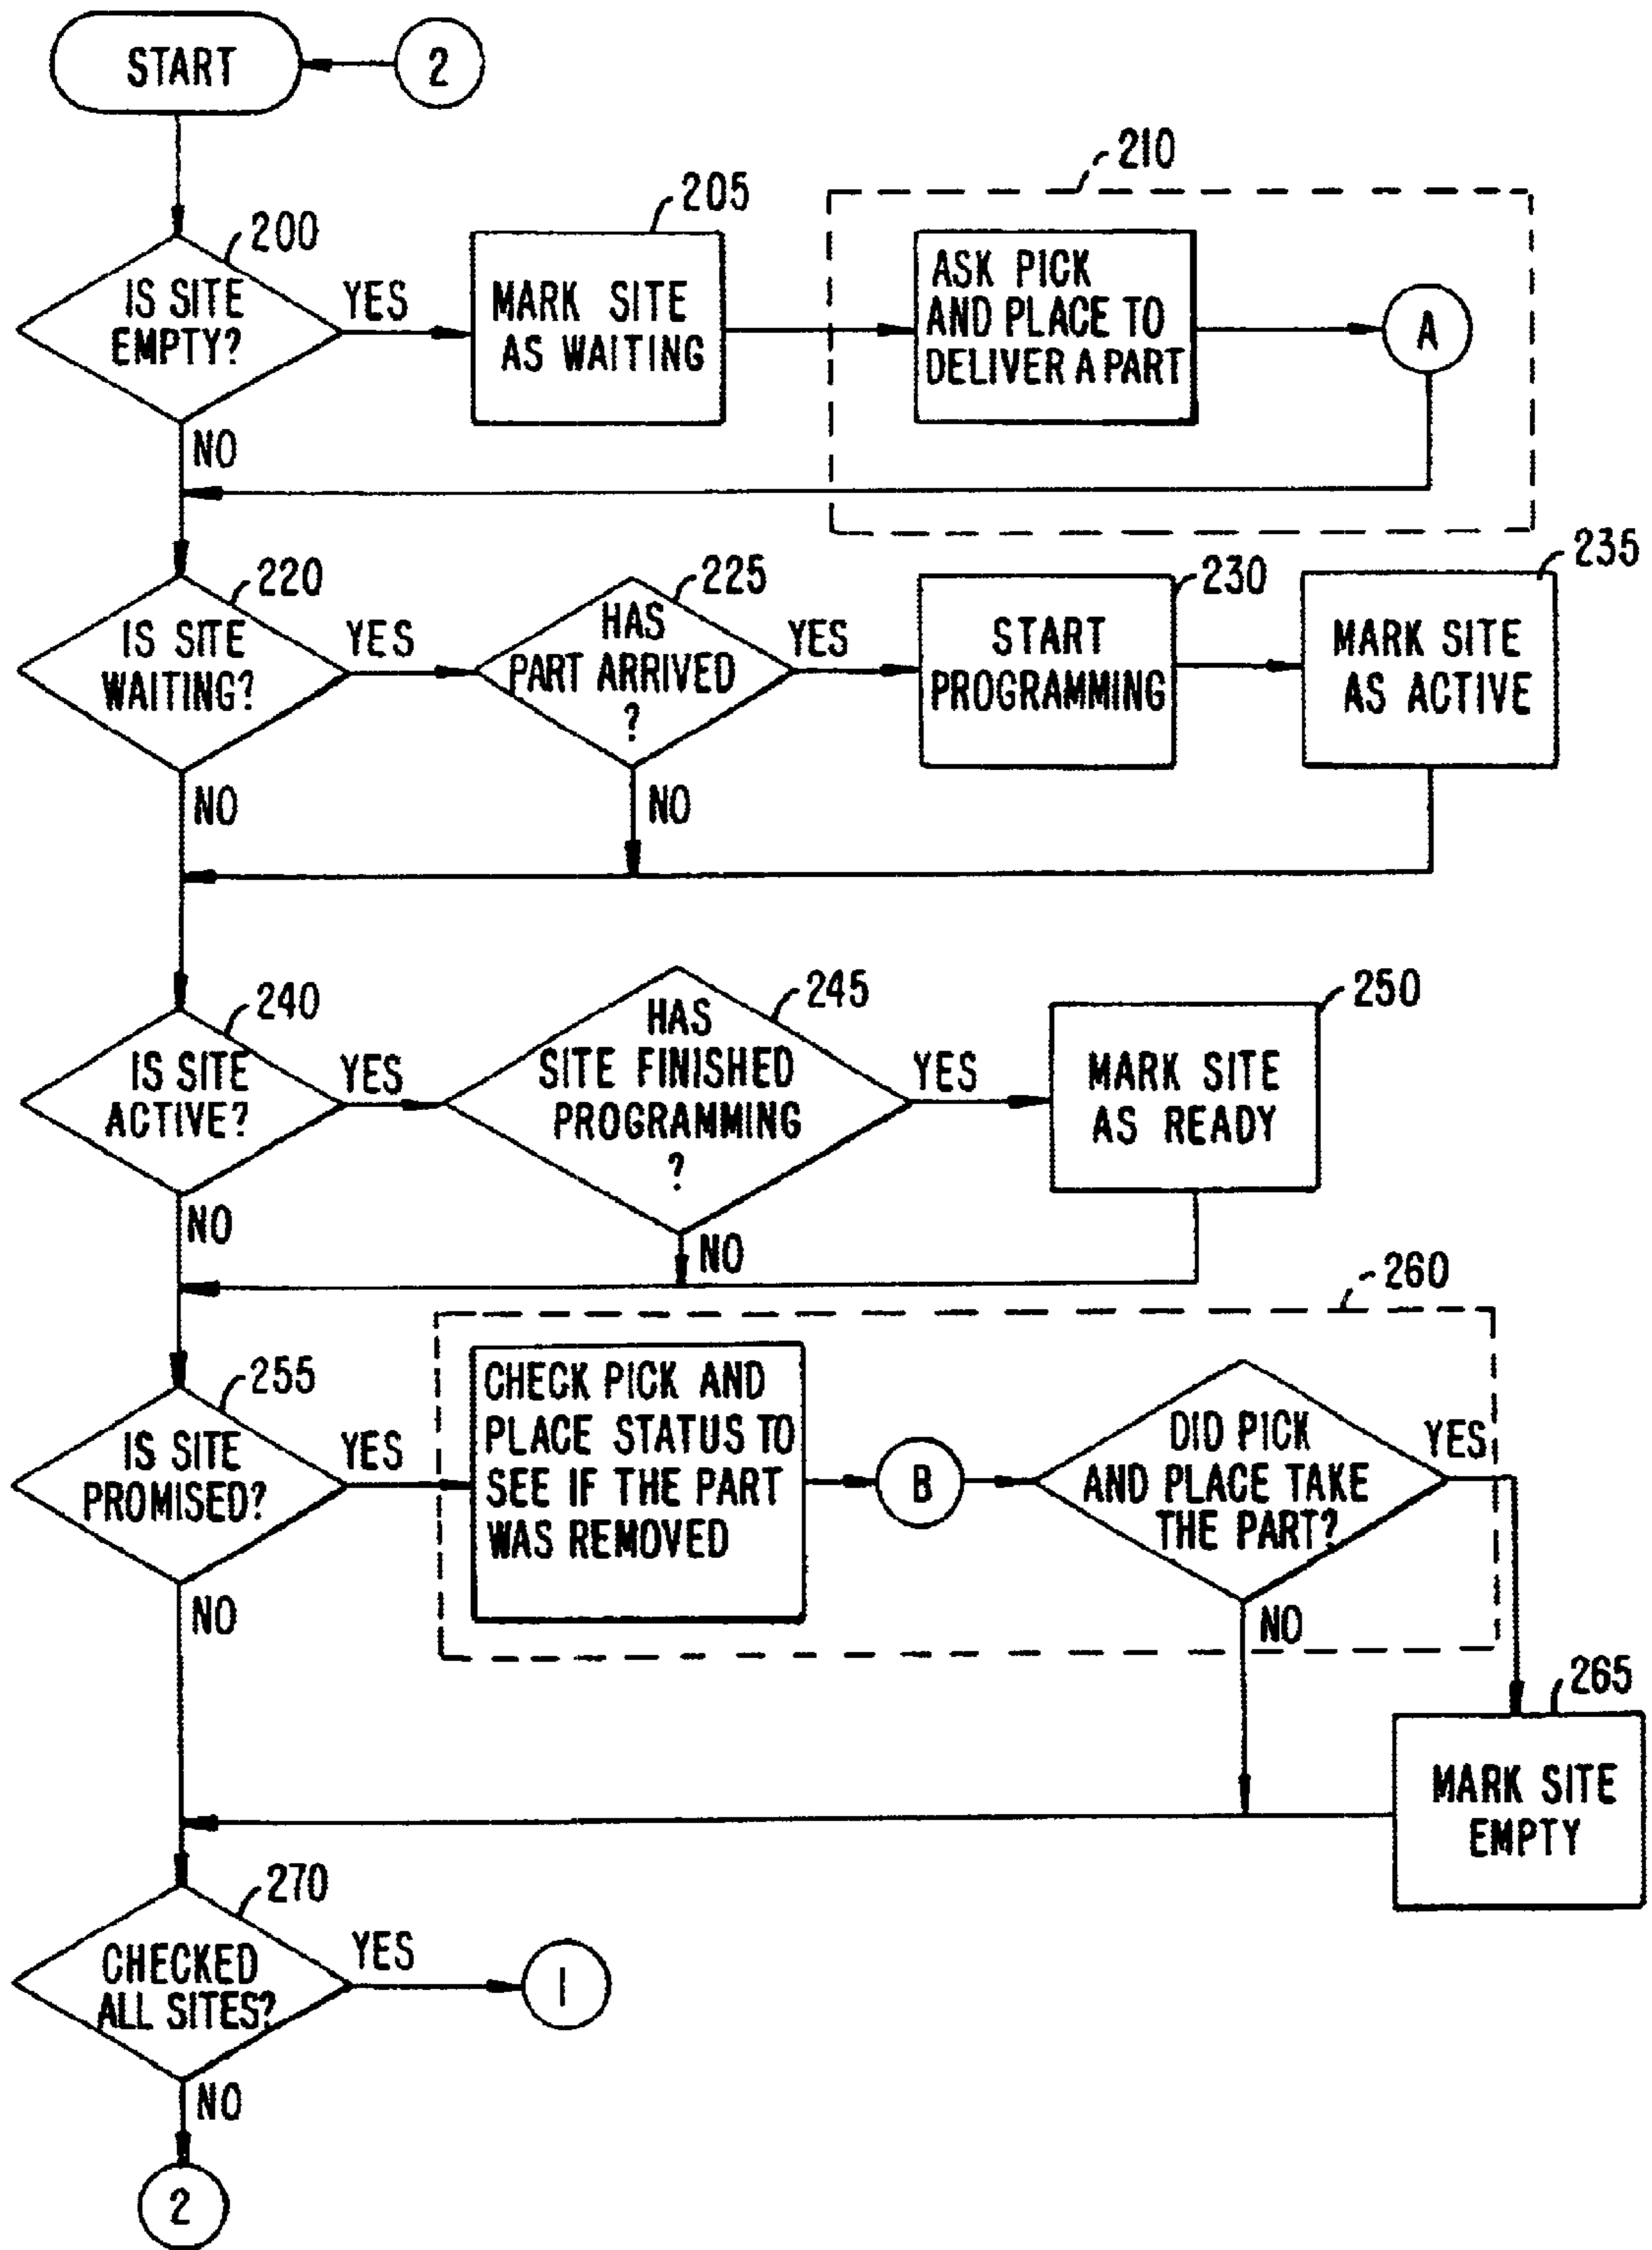 START
2
210
205
200
IS SITE
EMPTY?
YES
MARK SITE
AS WAITING
ASK PICK
AND PLACE TO
DELIVER A PART
A
NO
235
220
225
230
IS SITE
WAITING?
YES
HAS
PART ARRIVED
?
YES
START
PROGRAMMING
MARK SITE
AS ACTIVE
NO
NO
240
245
250
IS SITE
ACTIVE?
YES
HAS
SITE FINISHED
PROGRAMMING
?
YES
MARK SITE
AS READY
NO
NO
260
255
IS SITE
PROMISED?
YES
CHECK PICK AND
PLACE STATUS TO
SEE IF THE PART
WAS REMOVED
B
DID PICK
AND PLACE TAKE
THE PART?
YES
NO
NO
265
MARK SITE
EMPTY
270
CHECKED
ALL SITES?
YES
1
NO
2